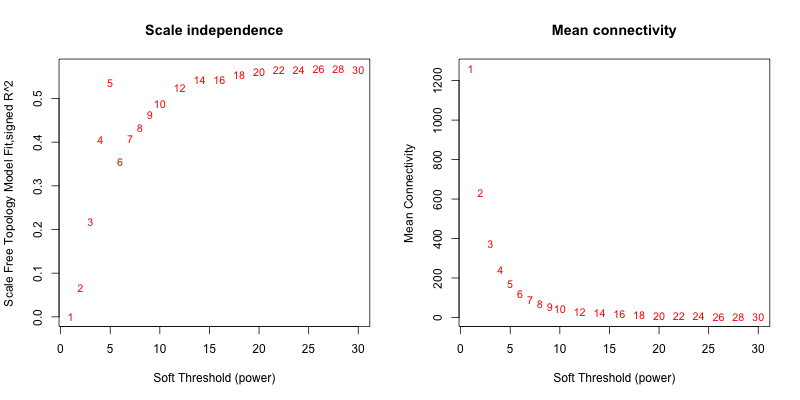 Scale independence
Scale Free Topology Model Fit,signed R^2
0.0 0.1 0.2 0.3 0.4 0.5
1 2 3 4 5 6 7 8 9 10 12 14 16 18 20 22 24 26 28 30
0 5 10 15 20 25 30
Soft Threshold (power)
Mean connectivity
Mean Connectivity
0 200 400 600 800 1000 1200
1 2 3 4 5 6 7 8 9 10 12 14 16 18 20 22 24 26 28 30
0 5 10 15 20 25 30
Soft Threshold (power)